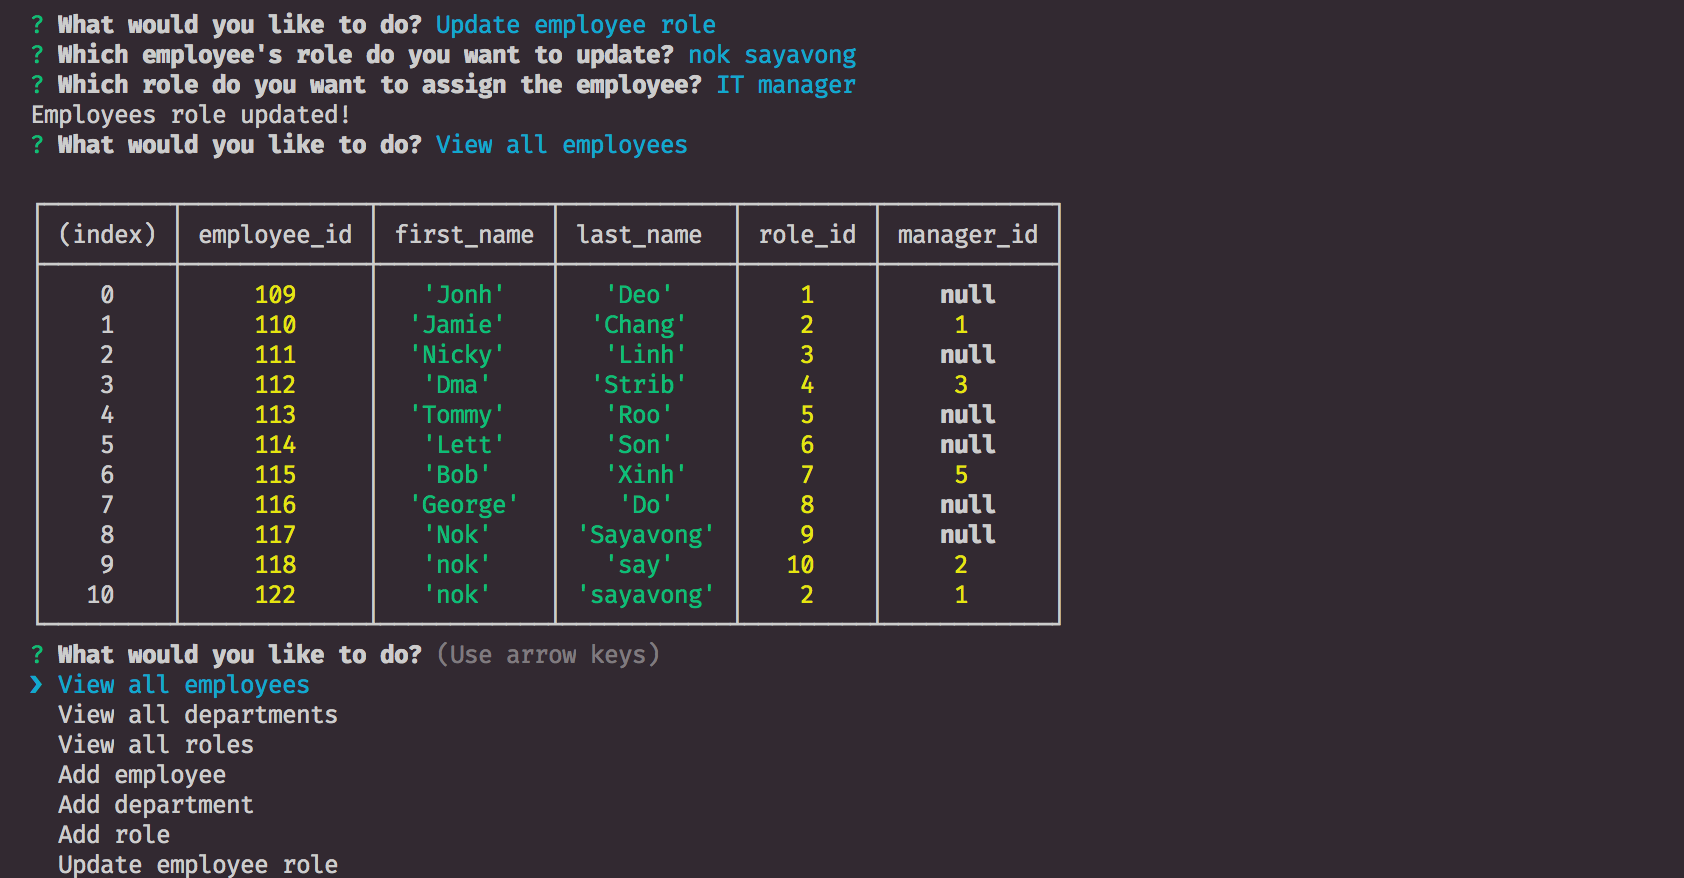 ? What would you like to do? Update employee role
? Which employee's role do you want to update? nok sayavong
? Which role do you want to assign the employee? IT manager
Employees role updated!
? What would you like to do? View all employees
(index) employee_id first_name last_name role_id manager_id
0 109 'Jonh' 'Deo' 1 null
1 110 'Jamie' 'Chang' 2 1
2 111 'Nicky' 'Linh' 3 null
3 112 'Dma' 'Strib' 4 3
4 113 'Tommy' 'Roo' 5 null
5 114 'Lett' 'Son' 6 null
6 115 'Bob' 'Xinh' 7 5
7 116 'George' 'Do' 8 null
8 117 'Nok' 'Sayavong' 9 null
9 118 'nok' 'say' 10 2
10 122 'nok' 'sayavong' 2 1
? What would you like to do? (Use arrow keys)
❯ View all employees
View all departments
View all roles
Add employee
Add department
Add role
Update employee role